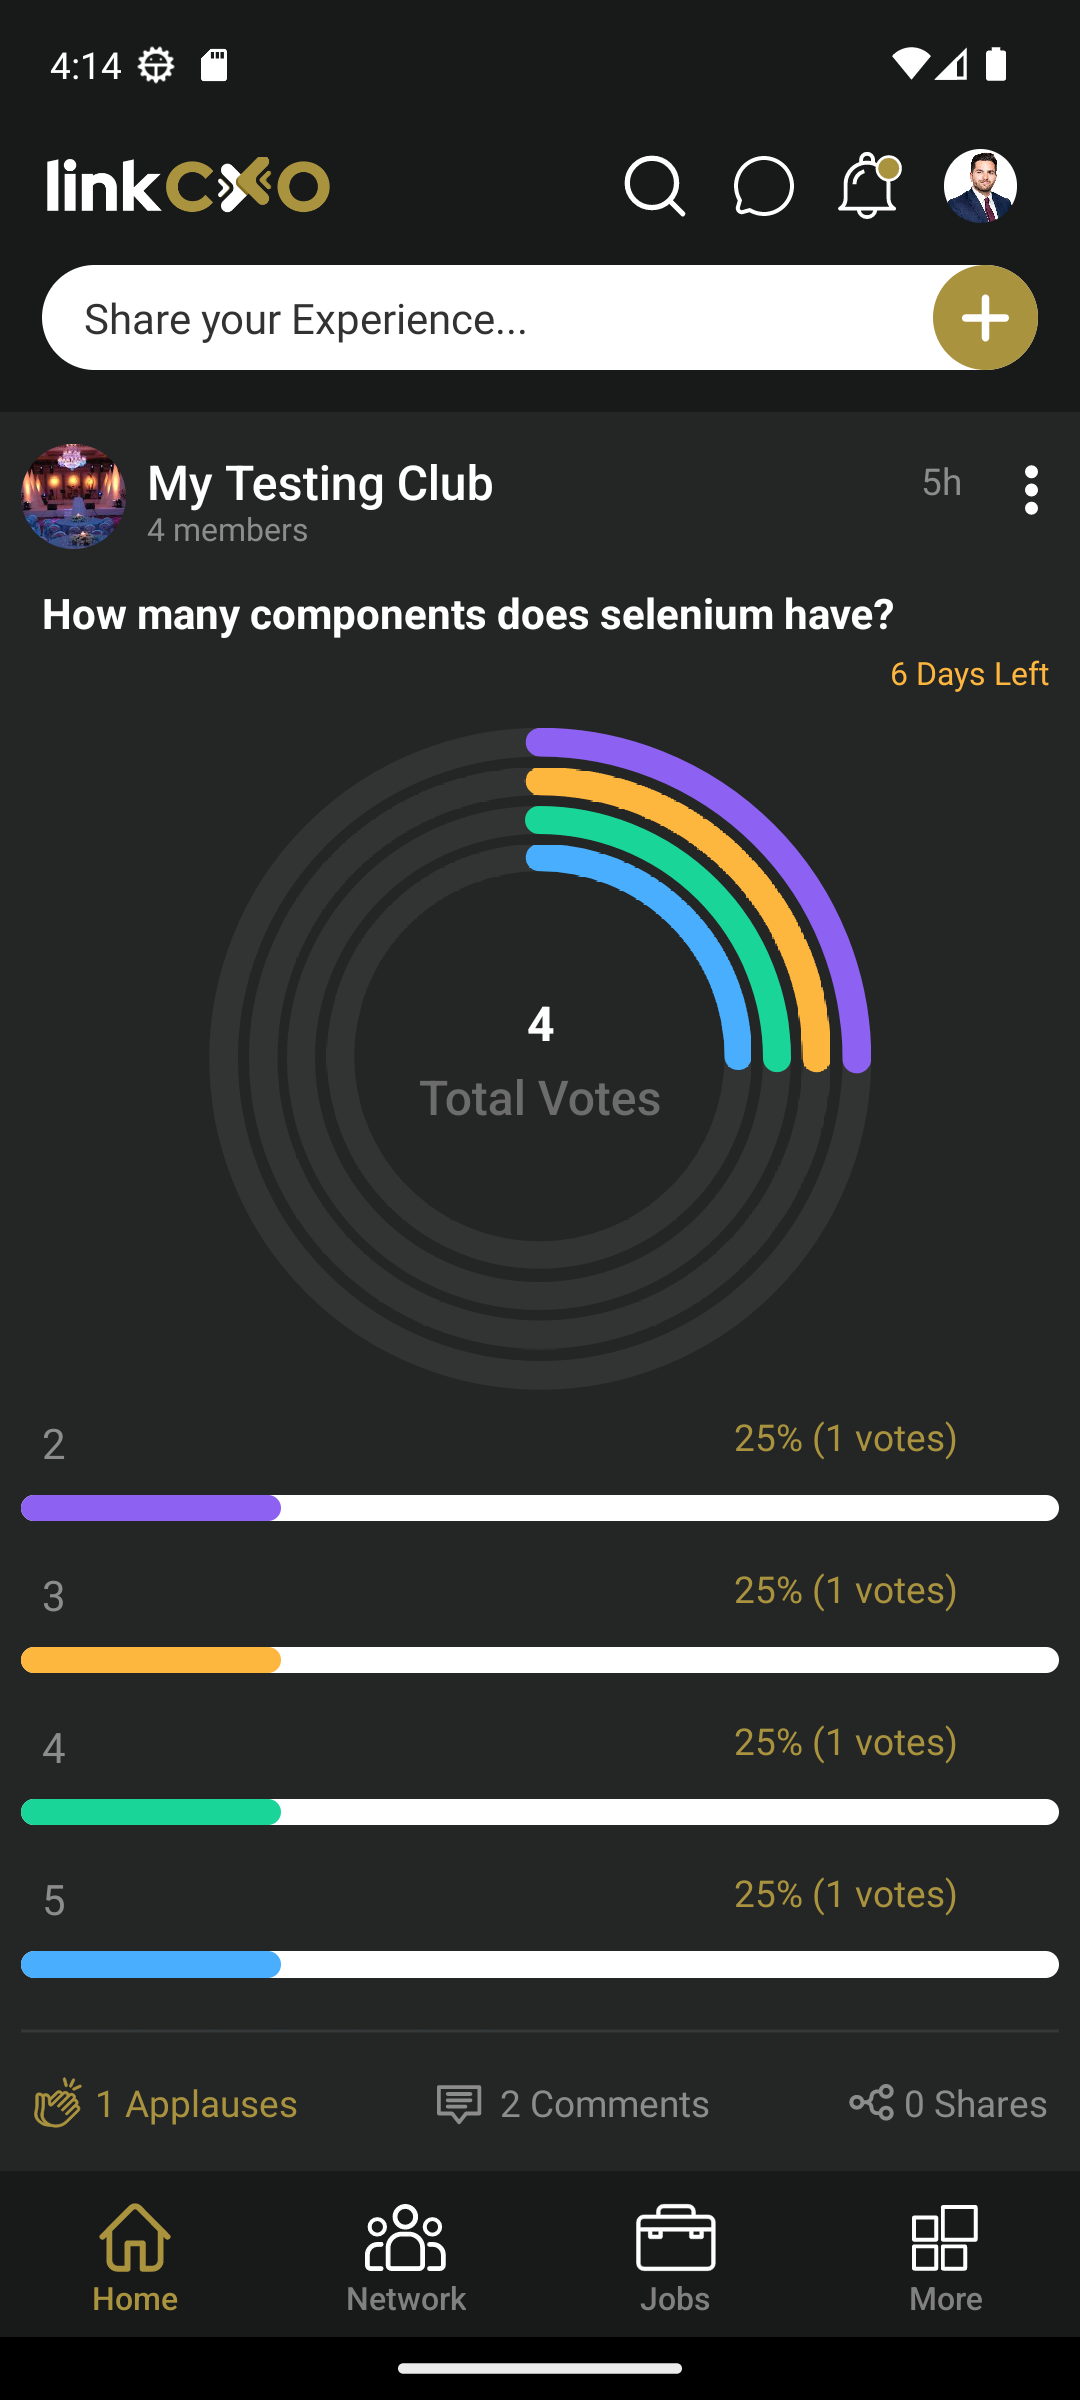 4:14
linkCXO
Share your Experience...
My Testing Club
5h
4 members
How many components does selenium have?
6 Days Left
4
Total Votes
2
25% (1 votes)
3
25% (1 votes)
4
25% (1 votes)
5
25% (1 votes)
1 Applauses
2 Comments
0 Shares
Home
Network
Jobs
More